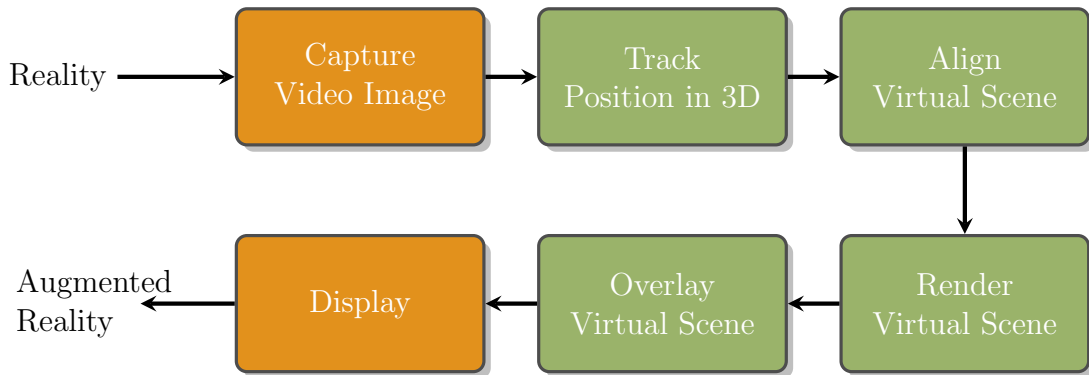 Reality
Capture
Video Image
Track
Position in 3D
Align
Virtual Scene
Render
Virtual Scene
Overlay
Virtual Scene
Display
Augmented
Reality